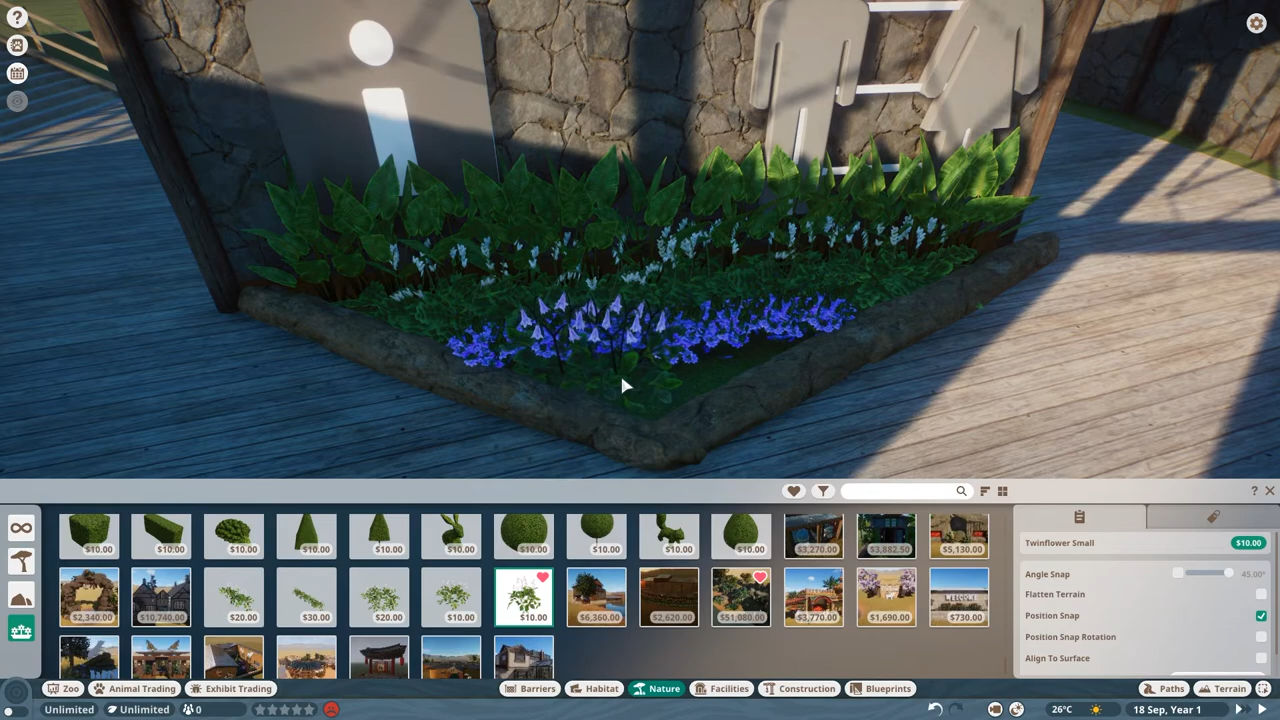 i
$10.00 $10.00 $10.00 $10.00 $10.00 $10.00 $10.00 $10.00 $10.00 $10.00 $3,270.00 $3,882.50 $5,130.00
$2,340.00 $10,740.00 $20.00 $30.00 $20.00 $10.00 $10.00 $6,360.00 $2,620.00 $51,080.00 $3,770.00 $1,690.00 $730.00
WELCOME
?
Twinflower Small $10.00
Angle Snap 45.00°
Flatten Terrain
Position Snap
Position Snap Rotation
Align To Surface
Zoo Animal Trading Exhibit Trading Barriers Habitat Nature Facilities Construction Blueprints Paths Terrain
Unlimited Unlimited 0 26°C 18 Sep, Year 1